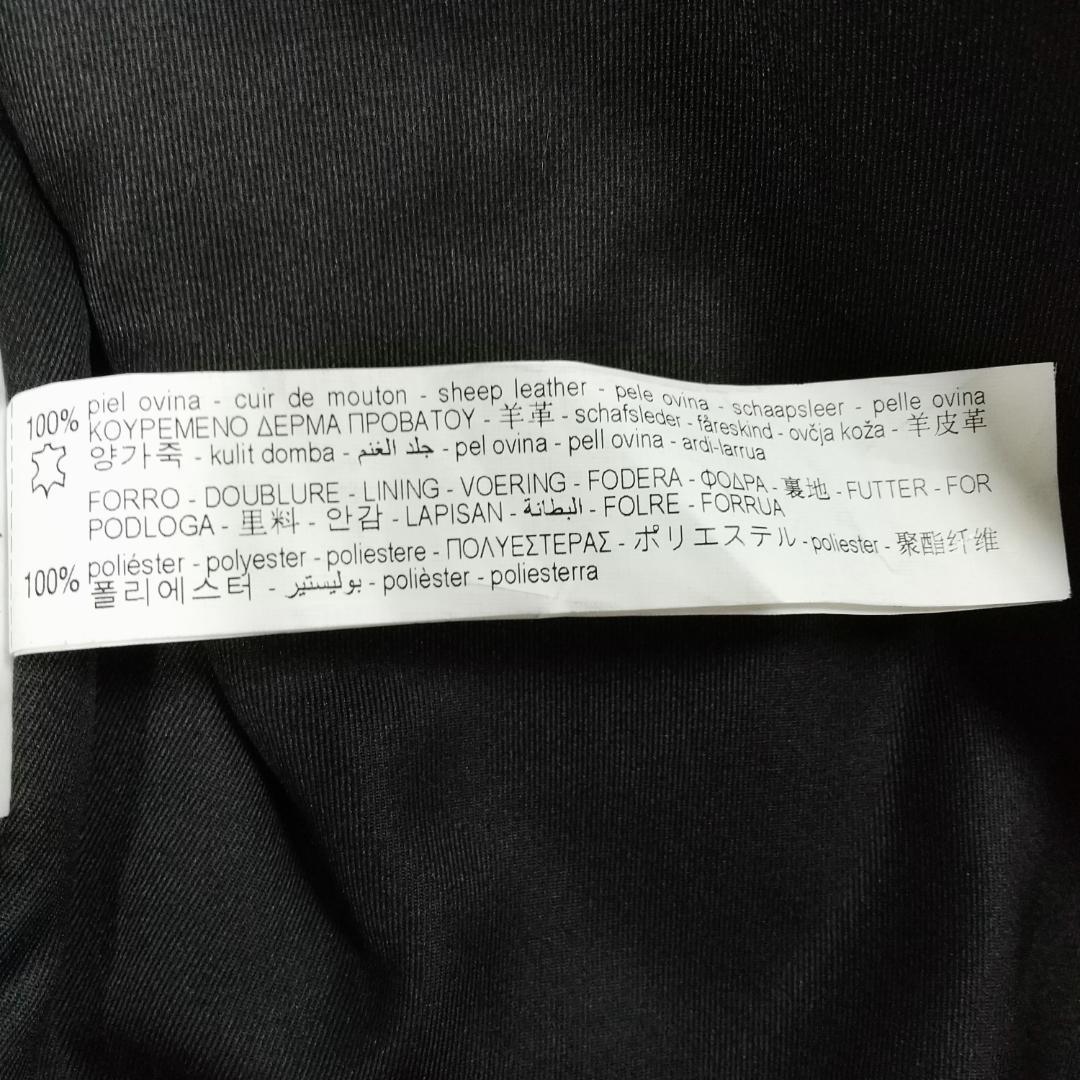 100% piel ovina - cuir de mouton - sheep leather - pele ovina - schaapsleer - pelle ovina
ΚΟΥΡΕΜΕΝΟ ΔΕΡΜΑ ΠΡΟΒΑΤΟΥ - 羊革 - schafsleder - fåreskind - ovčja koža - 羊皮革
양가죽 - kulit domba - جلد الغنم - pel ovina - pell ovina - ardi-larrua
FORRO - DOUBLURE - LINING - VOERING - FODERA - ΦΟΔΡΑ - 裏地 - FUTTER - FOR
PODLOGA - 里料 - 안감 - LAPISAN - البطانة - FOLRE - FORRUA
100% poliéster - polyester - poliestere - ΠΟΛΥΕΣΤΕΡΑΣ - ポリエステル - poliester - 聚酯纤维
폴리에스터 - بوليستير - polièster - poliesterra